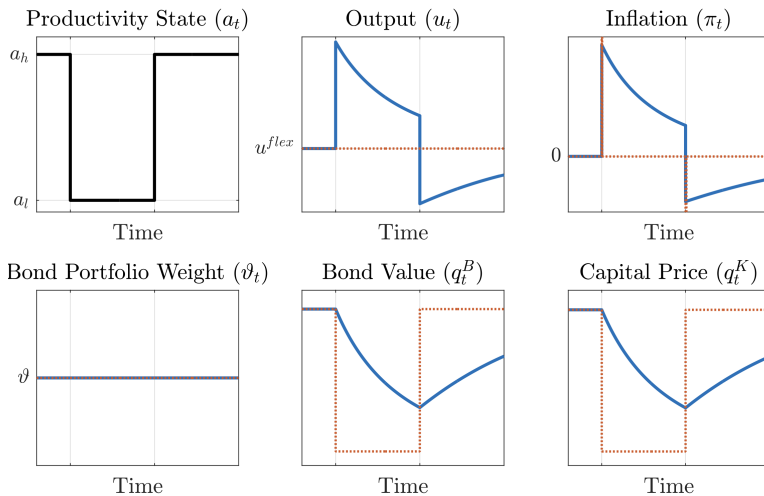 Productivity State (a_t)
Output (u_t)
Inflation (π_t)
a_h
a_l
u^{flex}
0
Time
Time
Time
Bond Portfolio Weight (ϑ_t)
Bond Value (q_t^B)
Capital Price (q_t^K)
ϑ
Time
Time
Time